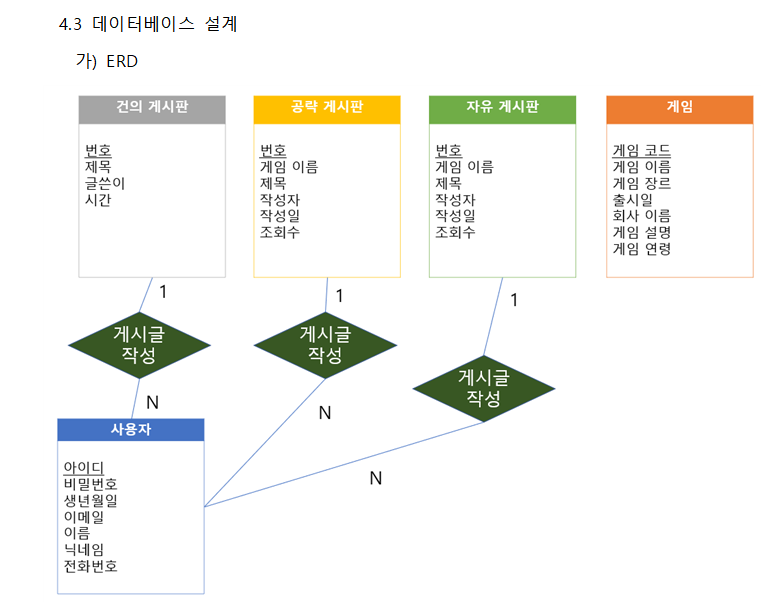 4.3 데이터베이스 설계
가) ERD
건의 게시판
번호
제목
글쓴이
시간
공략 게시판
번호
게임 이름
제목
작성자
작성일
조회수
자유 게시판
번호
게임 이름
제목
작성자
작성일
조회수
게임
게임 코드
게임 이름
게임 장르
출시일
회사 이름
게임 설명
게임 연령
1
1
1
게시글
작성
게시글
작성
게시글
작성
N
N
N
사용자
아이디
비밀번호
생년월일
이메일
이름
닉네임
전화번호